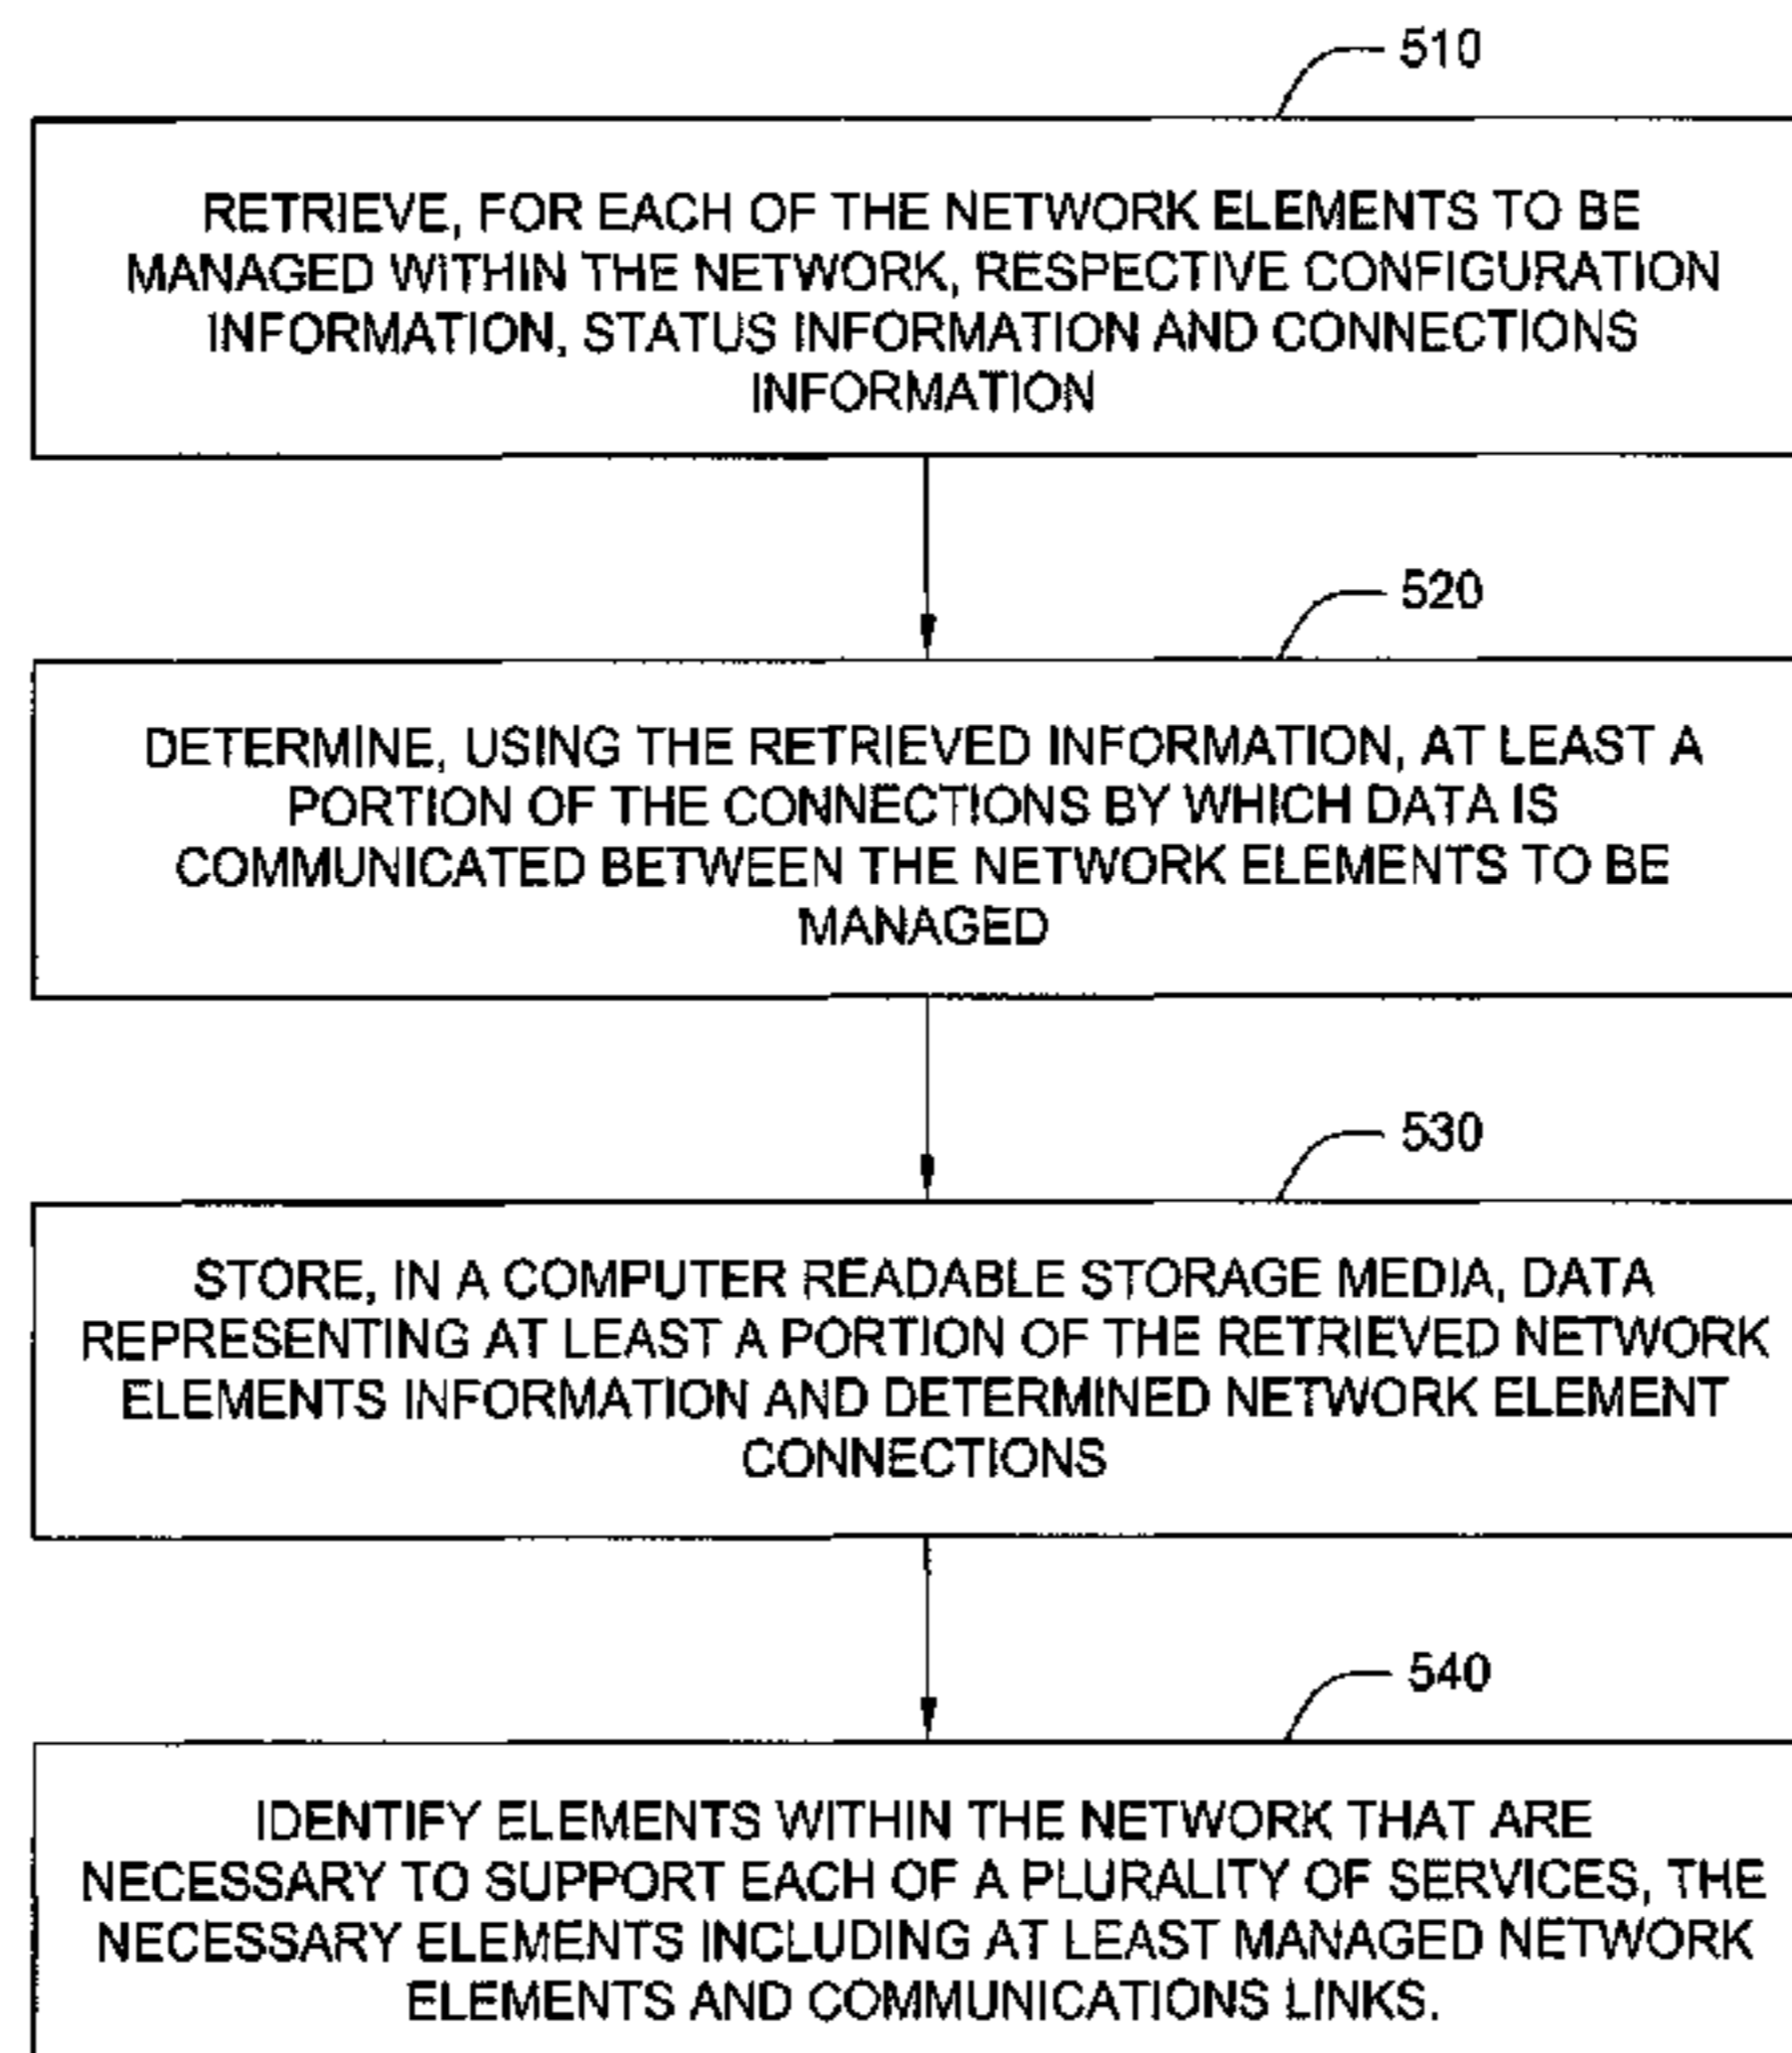 510
RETRIEVE, FOR EACH OF THE NETWORK ELEMENTS TO BE
MANAGED WITHIN THE NETWORK, RESPECTIVE CONFIGURATION
INFORMATION, STATUS INFORMATION AND CONNECTIONS
INFORMATION
520
DETERMINE, USING THE RETRIEVED INFORMATION, AT LEAST A
PORTION OF THE CONNECTIONS BY WHICH DATA IS
COMMUNICATED BETWEEN THE NETWORK ELEMENTS TO BE
MANAGED
530
STORE, IN A COMPUTER READABLE STORAGE MEDIA, DATA
REPRESENTING AT LEAST A PORTION OF THE RETRIEVED NETWORK
ELEMENTS INFORMATION AND DETERMINED NETWORK ELEMENT
CONNECTIONS
540
IDENTIFY ELEMENTS WITHIN THE NETWORK THAT ARE
NECESSARY TO SUPPORT EACH OF A PLURALITY OF SERVICES, THE
NECESSARY ELEMENTS INCLUDING AT LEAST MANAGED NETWORK
ELEMENTS AND COMMUNICATIONS LINKS.